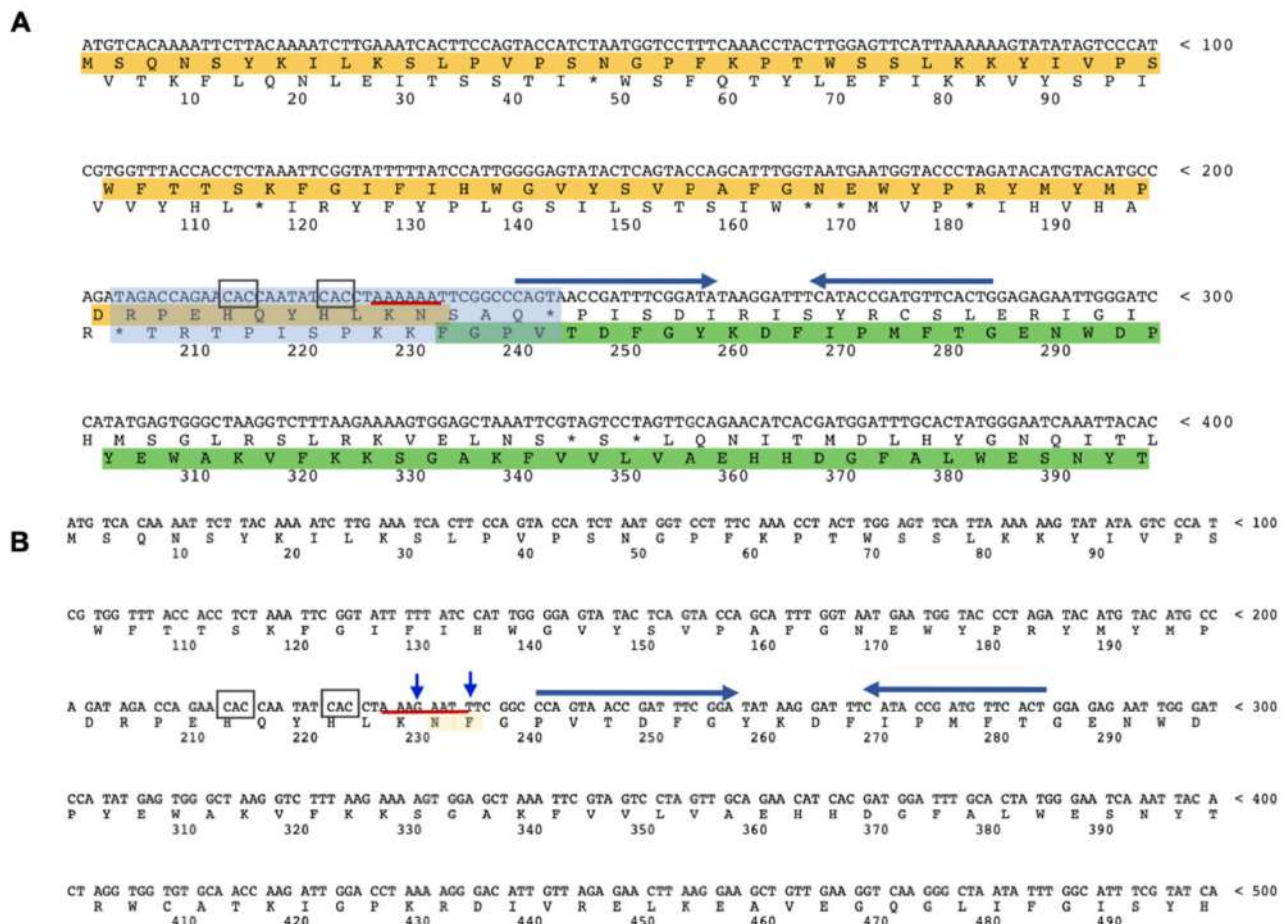 A
ATGTCACAAAATTCTTACAAAATCTTGAAATCACTTCCAGTACCATCTAATGGTCCTTTCAAACCTACTTGGAGTTCATTAAAAAAGTATATAGTCCCAT < 100
M S Q N S Y K I L K S L P V P S N G P F K P T W S S L K K Y I V P S
V T K F L Q N L E I T S S T I * W S F Q T Y L E F I K K V Y S P I
10 20 30 40 50 60 70 80 90
CGTGGTTTACCACCTCTAAATTCGGTATTTTTATCCATTGGGGAGTATACTCAGTACCAGCATTTGGTAATGAATGGTACCCTAGATACATGTACATGCC < 200
W F T T S K F G I F I H W G V Y S V P A F G N E W Y P R Y M Y M P
V V Y H L * I R Y F Y P L G S I L S T S I W * * M V P * I H V H A
110 120 130 140 150 160 170 180 190
AGATAGACCAGAACACCAATATCACCTAAAAAATTCGGCCCAGTAACCGATTTCGGATATAAGGATTTCATACCGATGTTCACTGGAGAGAATTGGGATC < 300
D R P E H Q Y H L K N S A Q * P I S D I R I S Y R C S L E R I G I
R * T R T P I S P K K F G P V T D F G Y K D F I P M F T G E N W D P
210 220 230 240 250 260 270 280 290
CATATGAGTGGGCTAAGGTCTTTAAGAAAAGTGGAGCTAAATTCGTAGTCCTAGTTGCAGAACATCACGATGGATTTGCACTATGGGAATCAAATTACAC < 400
H M S G L R S L R K V E L N S * S * L Q N I T M D L H Y G N Q I T L
Y E W A K V F K K S G A K F V V L V A E H H D G F A L W E S N Y T
310 320 330 340 350 360 370 380 390
B
ATG TCA CAA AAT TCT TAC AAA ATC TTG AAA TCA CTT CCA GTA CCA TCT AAT GGT CCT TTC AAA CCT ACT TGG AGT TCA TTA AAA AAG TAT ATA GTC CCA T < 100
M S Q N S Y K I L K S L P V P S N G P F K P T W S S L K K Y I V P S
10 20 30 40 50 60 70 80 90
CG TGG TTT ACC ACC TCT AAA TTC GGT ATT TTT ATC CAT TGG GGA GTA TAC TCA GTA CCA GCA TTT GGT AAT GAA TGG TAC CCT AGA TAC ATG TAC ATG CC < 200
W F T T S K F G I F I H W G V Y S V P A F G N E W Y P R Y M Y M P
110 120 130 140 150 160 170 180 190
A GAT AGA CCA GAA CAC CAA TAT CAC CTA AAG AAT TTC GGC CCA GTA ACC GAT TTC GGA TAT AAG GAT TTC ATA CCG ATG TTC ACT GGA GAG AAT TGG GAT < 300
D R P E H Q Y H L K N F G P V T D F G Y K D F I P M F T G E N W D
210 220 230 240 250 260 270 280 290
CCA TAT GAG TGG GCT AAG GTC TTT AAG AAA AGT GGA GCT AAA TTC GTA GTC CTA GTT GCA GAA CAT CAC GAT GGA TTT GCA CTA TGG GAA TCA AAT TAC A < 400
P Y E W A K V F K K S G A K F V V L V A E H H D G F A L W E S N Y T
310 320 330 340 350 360 370 380 390
CT AGG TGG TGT GCA ACC AAG ATT GGA CCT AAA AGG GAC ATT GTT AGA GAA CTT AAG GAA GCT GTT GAA GGT CAA GGG CTA ATA TTT GGC ATT TCG TAT CA < 500
R W C A T K I G P K R D I V R E L K E A V E G Q G L I F G I S Y H
410 420 430 440 450 460 470 480 490